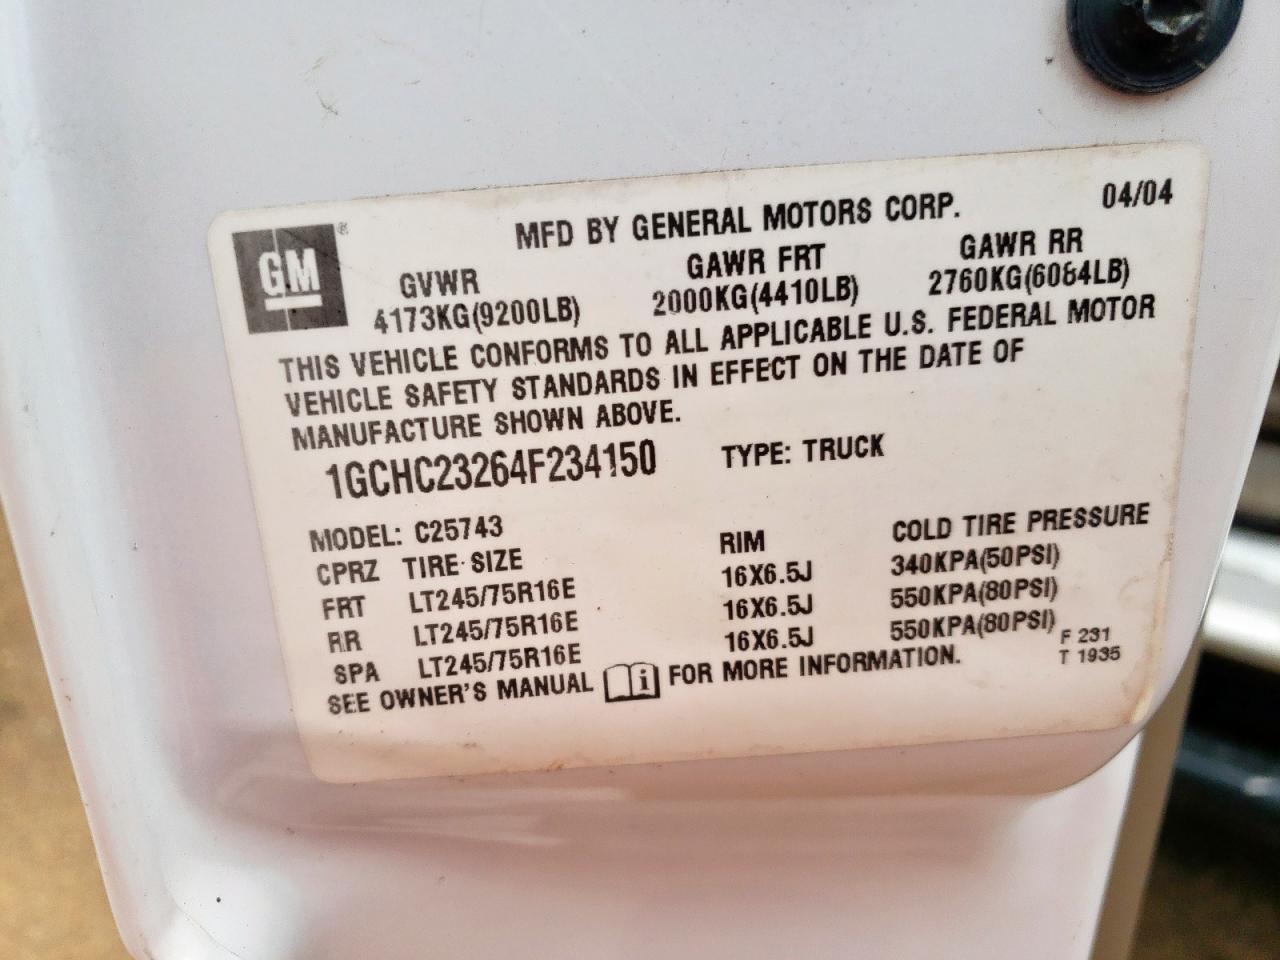 GM®
MFD BY GENERAL MOTORS CORP. 04/04
GVWR GAWR FRT GAWR RR
4173KG(9200LB) 2000KG(4410LB) 2760KG(6084LB)
THIS VEHICLE CONFORMS TO ALL APPLICABLE U.S. FEDERAL MOTOR
VEHICLE SAFETY STANDARDS IN EFFECT ON THE DATE OF
MANUFACTURE SHOWN ABOVE.
1GCHC23264F234150 TYPE: TRUCK
MODEL: C25743
CPRZ TIRE SIZE RIM COLD TIRE PRESSURE
FRT LT245/75R16E 16X6.5J 340KPA(50PSI)
RR LT245/75R16E 16X6.5J 550KPA(80PSI)
SPA LT245/75R16E 16X6.5J 550KPA(80PSI)
SEE OWNER'S MANUAL i FOR MORE INFORMATION.
F 231
T 1935